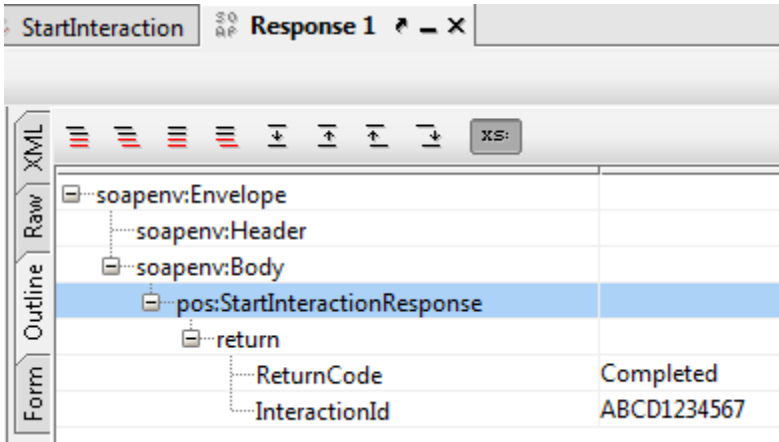 StartInteraction SOAP Response 1
XS:
XML
Raw
Outline
Form
soapenv:Envelope
soapenv:Header
soapenv:Body
pos:StartInteractionResponse
return
ReturnCode Completed
InteractionId ABCD1234567